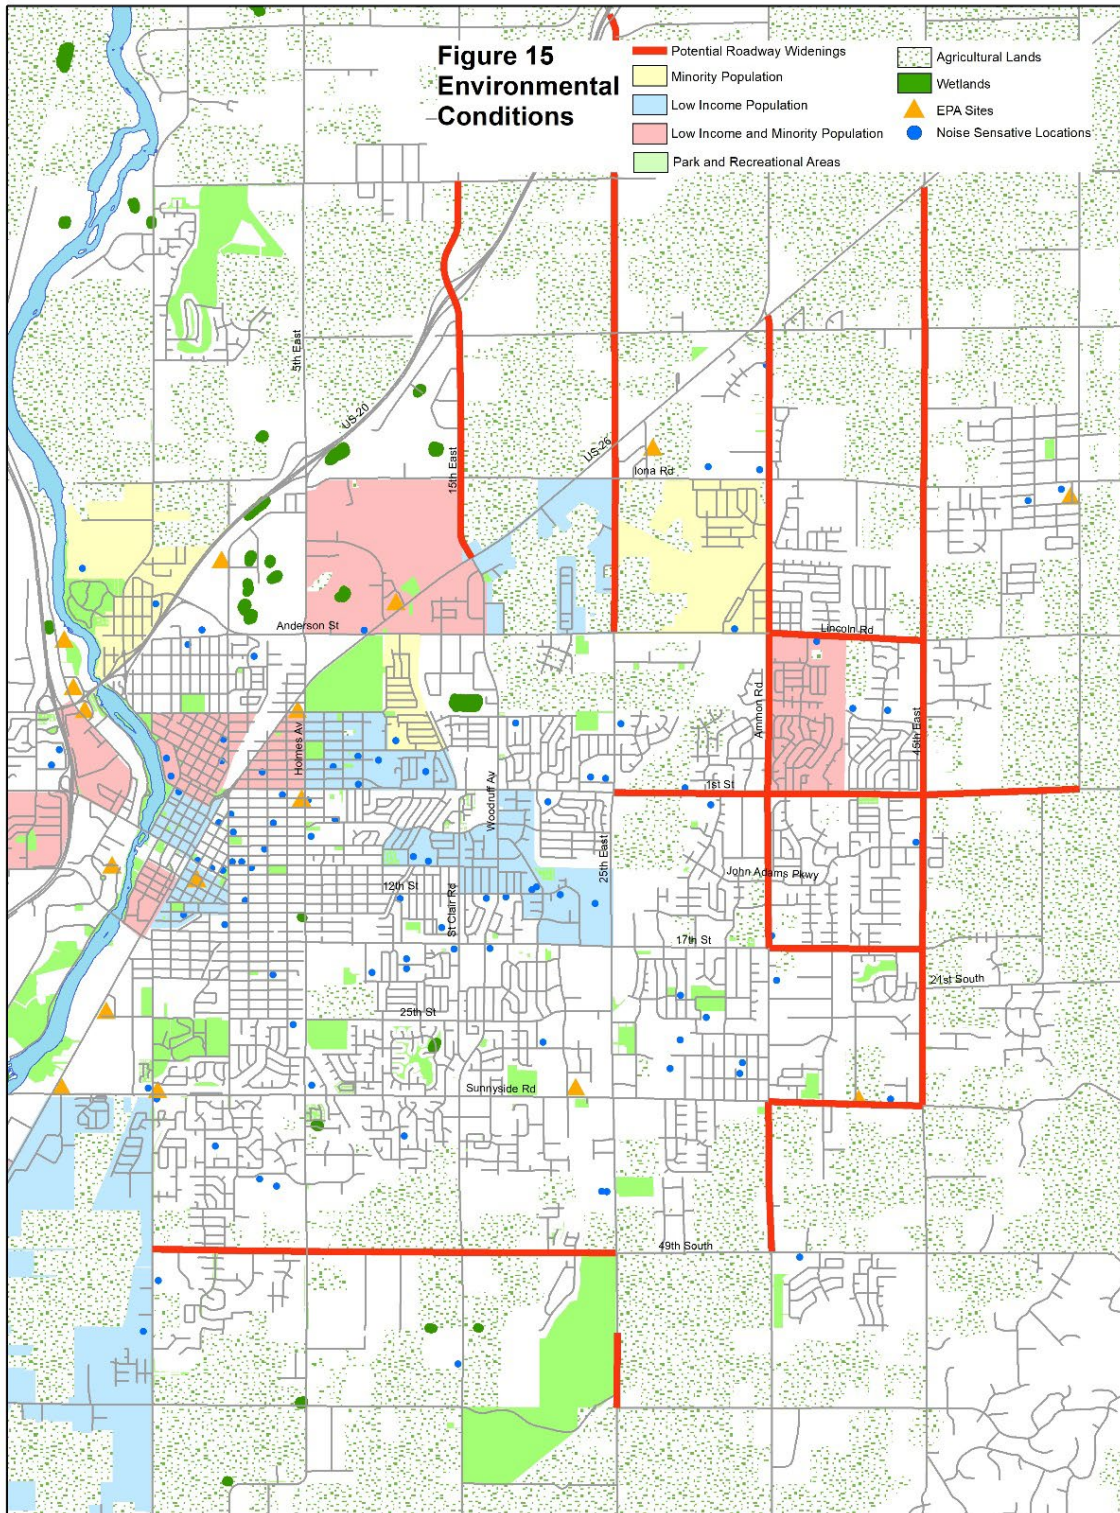 Figure 15
Environmental
Conditions
Potential Roadway Widenings
Minority Population
Low Income Population
Low Income and Minority Population
Park and Recreational Areas
Agricultural Lands
Wetlands
EPA Sites
Noise Sensative Locations
5th East
US-20
15th East
US-26
Iona Rd
Anderson St
Lincoln Rd
Holmes Av
Ammon Rd
45th East
1st St
Woodruff Av
25th East
John Adams Pkwy
12th St
St Clair Rd
17th St
21st South
25th St
Sunnyside Rd
49th South